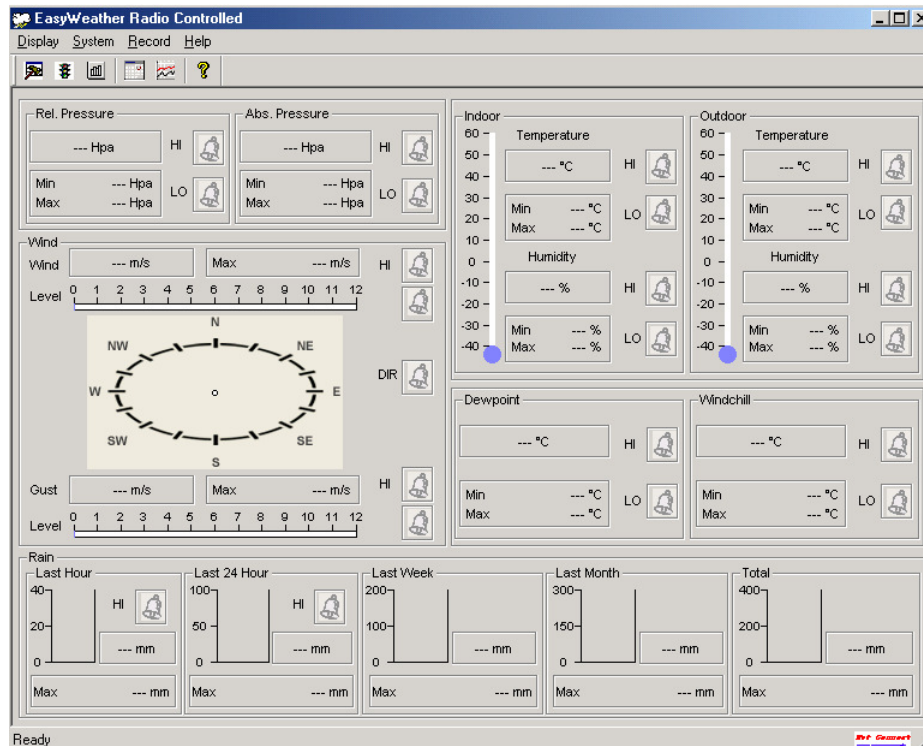 EasyWeather Radio Controlled
Display System Record Help
Rel. Pressure
--- Hpa
HI
Min --- Hpa
Max --- Hpa
LO
Abs. Pressure
--- Hpa
HI
Min --- Hpa
Max --- Hpa
LO
Wind
Wind --- m/s Max --- m/s HI
Level 0 1 2 3 4 5 6 7 8 9 10 11 12
N
NW NE
W E
SW SE
S
DIR
Gust --- m/s Max --- m/s HI
Level 0 1 2 3 4 5 6 7 8 9 10 11 12
Indoor
60
50
40
30
20
10
0
-10
-20
-30
-40
Temperature
--- °C
HI
Min --- °C
Max --- °C
LO
Humidity
--- %
HI
Min --- %
Max --- %
LO
Outdoor
60
50
40
30
20
10
0
-10
-20
-30
-40
Temperature
--- °C
HI
Min --- °C
Max --- °C
LO
Humidity
--- %
HI
Min --- %
Max --- %
LO
Dewpoint
--- °C
HI
Min --- °C
Max --- °C
LO
Windchill
--- °C
HI
Min --- °C
Max --- °C
LO
Rain
Last Hour
40
20
0
HI
--- mm
Max --- mm
Last 24 Hour
100
50
0
HI
--- mm
Max --- mm
Last Week
200
100
0
--- mm
Max --- mm
Last Month
300
150
0
--- mm
Max --- mm
Total
400
200
0
--- mm
Max --- mm
Ready
Not Connect